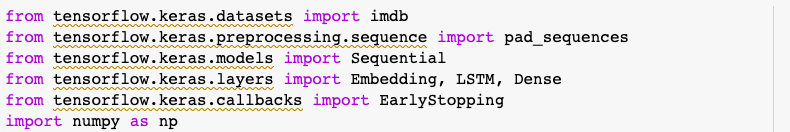 from tensorflow.keras.datasets import imdb
from tensorflow.keras.preprocessing.sequence import pad_sequences
from tensorflow.keras.models import Sequential
from tensorflow.keras.layers import Embedding, LSTM, Dense
from tensorflow.keras.callbacks import EarlyStopping
import numpy as np